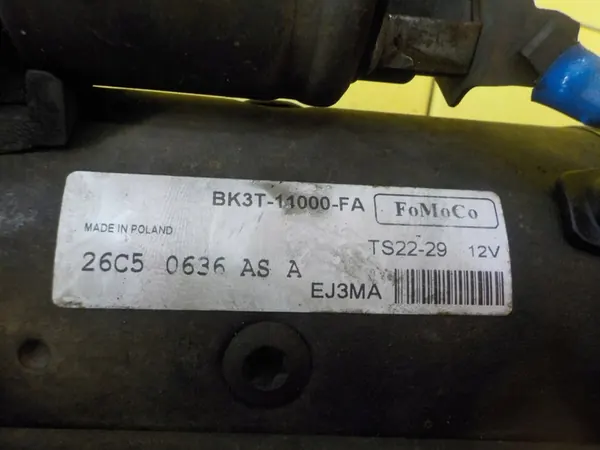 BK3T-11000-FA FoMoCo
MADE IN POLAND TS22-29 12V
26C5 0636 AS A
EJ3MA